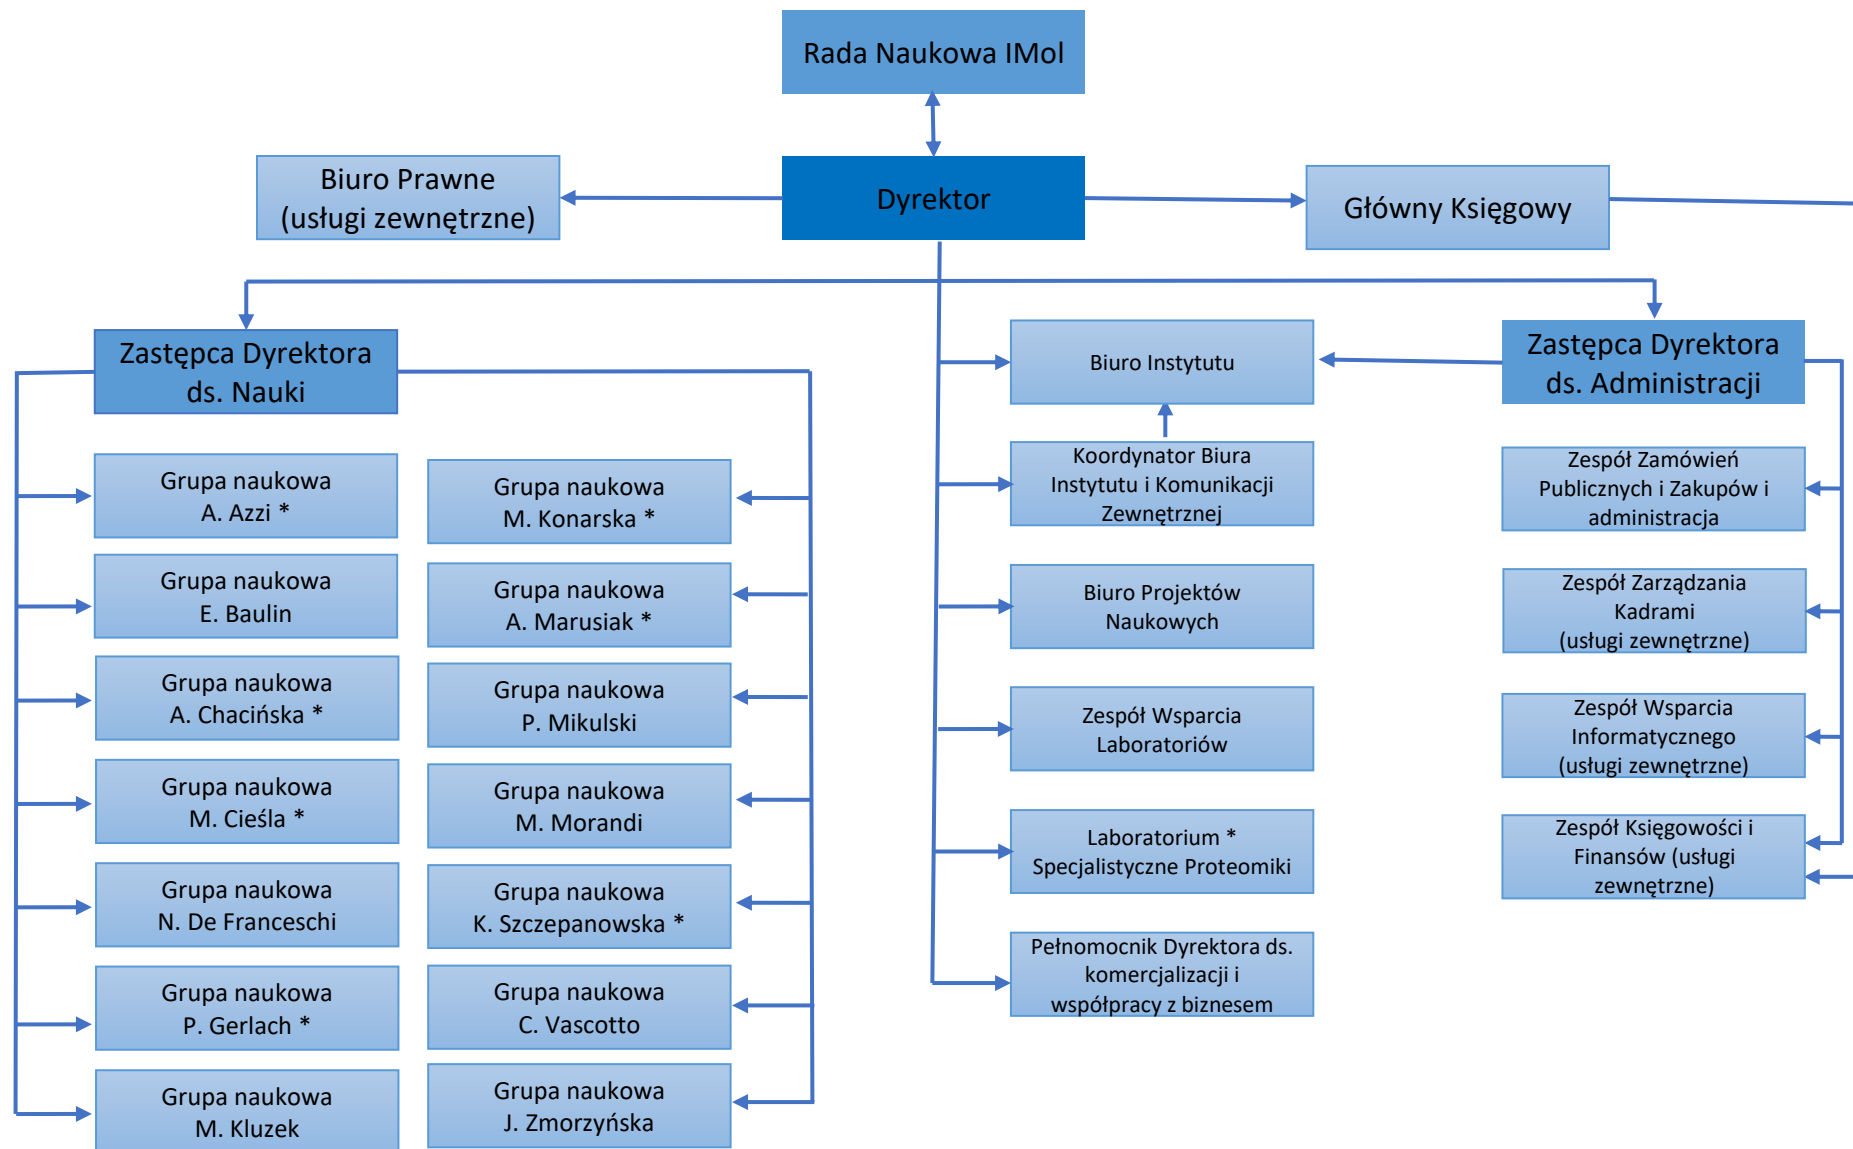 Rada Naukowa IMol
Biuro Prawne
(usługi zewnętrzne)
Dyrektor
Główny Księgowy
Zastępca Dyrektora
ds. Nauki
Grupa naukowa
A. Azzi *
Grupa naukowa
E. Baulin
Grupa naukowa
A. Chacińska *
Grupa naukowa
M. Cieśla *
Grupa naukowa
N. De Franceschi
Grupa naukowa
P. Gerlach *
Grupa naukowa
M. Kluzek
Grupa naukowa
M. Konarska *
Grupa naukowa
A. Marusiak *
Grupa naukowa
P. Mikulski
Grupa naukowa
M. Morandi
Grupa naukowa
K. Szczepanowska *
Grupa naukowa
C. Vascotto
Grupa naukowa
J. Zmorzyńska
Biuro Instytutu
Koordynator Biura
Instytutu i Komunikacji
Zewnętrznej
Biuro Projektów
Naukowych
Zespół Wsparcia
Laboratoriów
Laboratorium *
Specjalistyczne Proteomiki
Pełnomocnik Dyrektora ds.
komercjalizacji i
współpracy z biznesem
Zastępca Dyrektora
ds. Administracji
Zespół Zamówień
Publicznych i Zakupów i
administracja
Zespół Zarządzania
Kadrami
(usługi zewnętrzne)
Zespół Wsparcia
Informatycznego
(usługi zewnętrzne)
Zespół Księgowości i
Finansów (usługi
zewnętrzne)